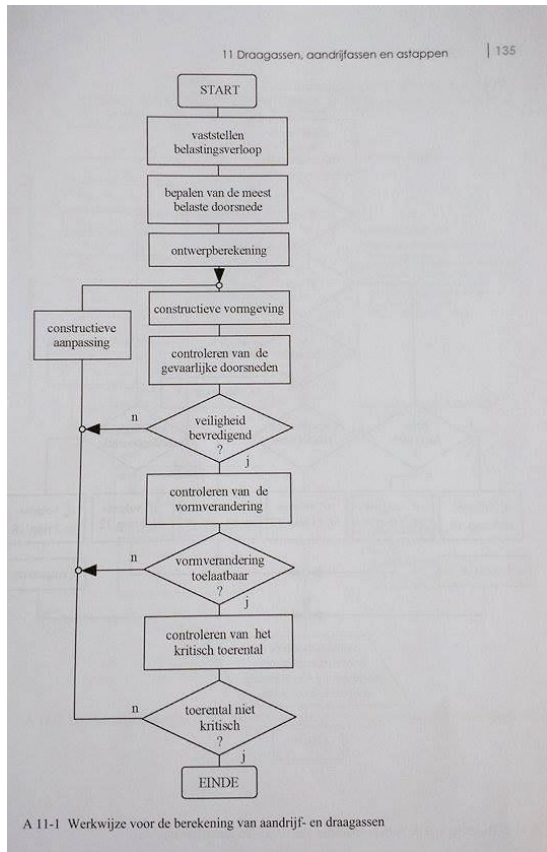 11 Draagassen, aandrijfassen en astappen | 135
START
vaststellen
belastingsverloop
bepalen van de meest
belaste doorsnede
ontwerpberekening
constructieve vormgeving
constructieve
aanpassing
controleren van de
gevaarlijke doorsneden
n
veiligheid
bevredigend
?
j
controleren van de
vormverandering
n
vormverandering
toelaatbaar
?
j
controleren van het
kritisch toerental
n
toerental niet
kritisch
?
j
EINDE
A 11-1 Werkwijze voor de berekening van aandrijf- en draagassen